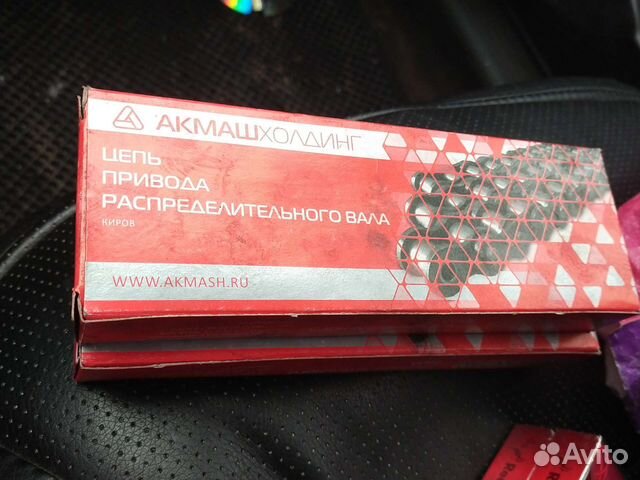 АКМАШХОЛДИНГ
ЦЕПЬ
ПРИВОДА
РАСПРЕДЕЛИТЕЛЬНОГО ВАЛА
КИРОВ
WWW.AKMASH.RU
Avito